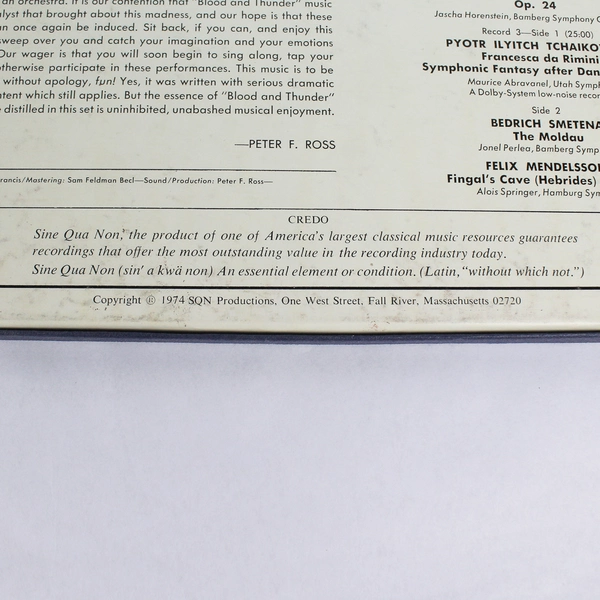 an orchestra. It is our contention that "Blood and Thunder" music
that brought about this madness, and our hope is that these
can once again be induced. Sit back, if you can, and enjoy this
sweep over you and catch your imagination and your emotions
Our wager is that you will soon begin to sing along, tap your
otherwise participate in these performances. This music is to be
without apology, fun! Yes, it was written with serious dramatic
intent which still applies. But the essence of "Blood and Thunder"
distilled in this set is uninhibited, unabashed musical enjoyment.
—PETER F. ROSS
Francis/Mastering: Sam Feldman Becl—Sound/Production: Peter F. Ross—
Op. 24
Jascha Horenstein, Bamberg Symphony
Record 3—Side 1 (25:00)
PYOTR ILYITCH TCHAIKO
Francesca da Rimini
Symphonic Fantasy after Dan
Maurice Abravanel, Utah Symph
A Dolby-System low-noise recor
Side 2
BEDRICH SMETENA
The Moldau
Jonel Perlea, Bamberg Symp
FELIX MENDELSSO
Fingal's Cave (Hebrides)
Alois Springer, Hamburg Sym
CREDO
Sine Qua Non, the product of one of America's largest classical music resources guarantees
recordings that offer the most outstanding value in the recording industry today.
Sine Qua Non (sin' a kwä non) An essential element or condition. (Latin, "without which not.")
Copyright ℗ 1974 SQN Productions, One West Street, Fall River, Massachusetts 02720